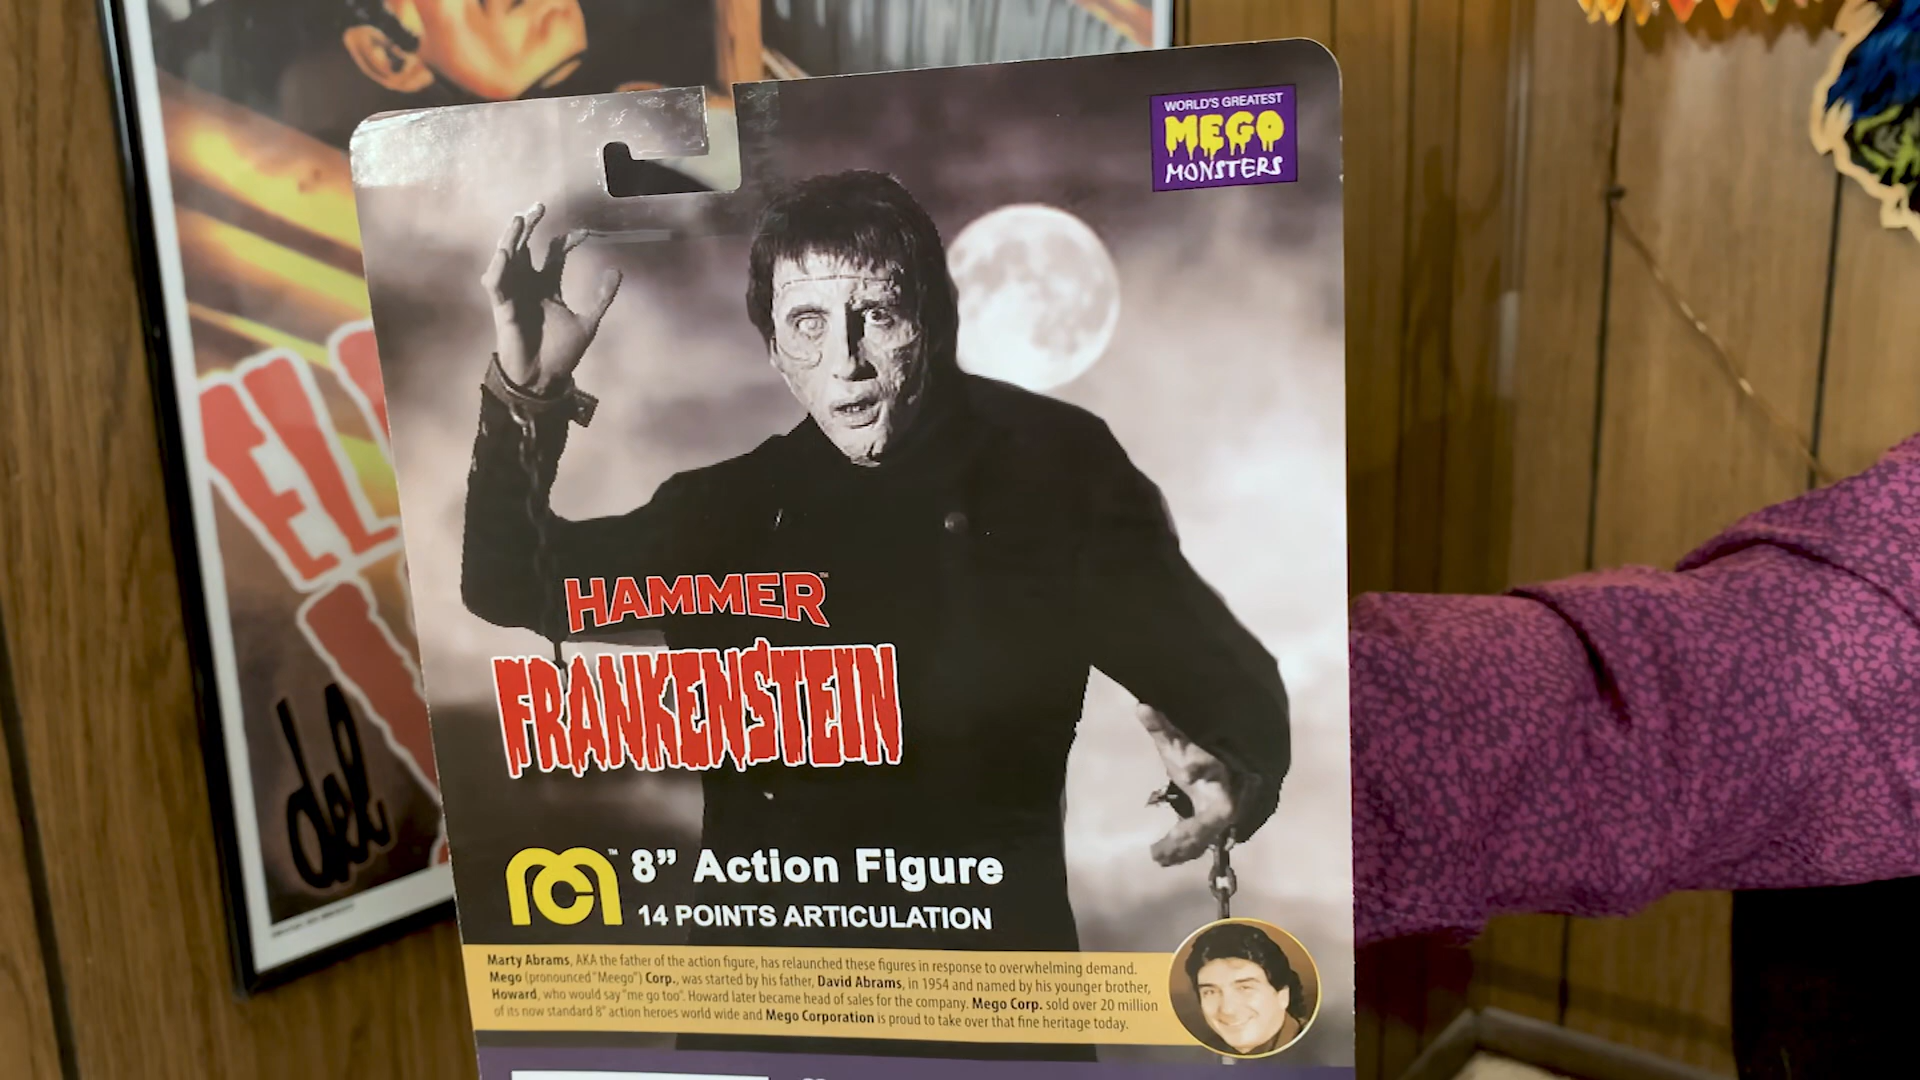 WORLD'S GREATEST
MEGO
MONSTERS
EL
del
HAMMER™
FRANKENSTEIN
™ 8” Action Figure
14 POINTS ARTICULATION
Marty Abrams, AKA the father of the action figure, has relaunched these figures in response to overwhelming demand.
Mego (pronounced “Meego”) Corp., was started by his father, David Abrams, in 1954 and named by his younger brother,
Howard, who would say “me go too”. Howard later became head of sales for the company. Mego Corp. sold over 20 million
of its now standard 8" action heroes world wide and Mego Corporation is proud to take over that fine heritage today.